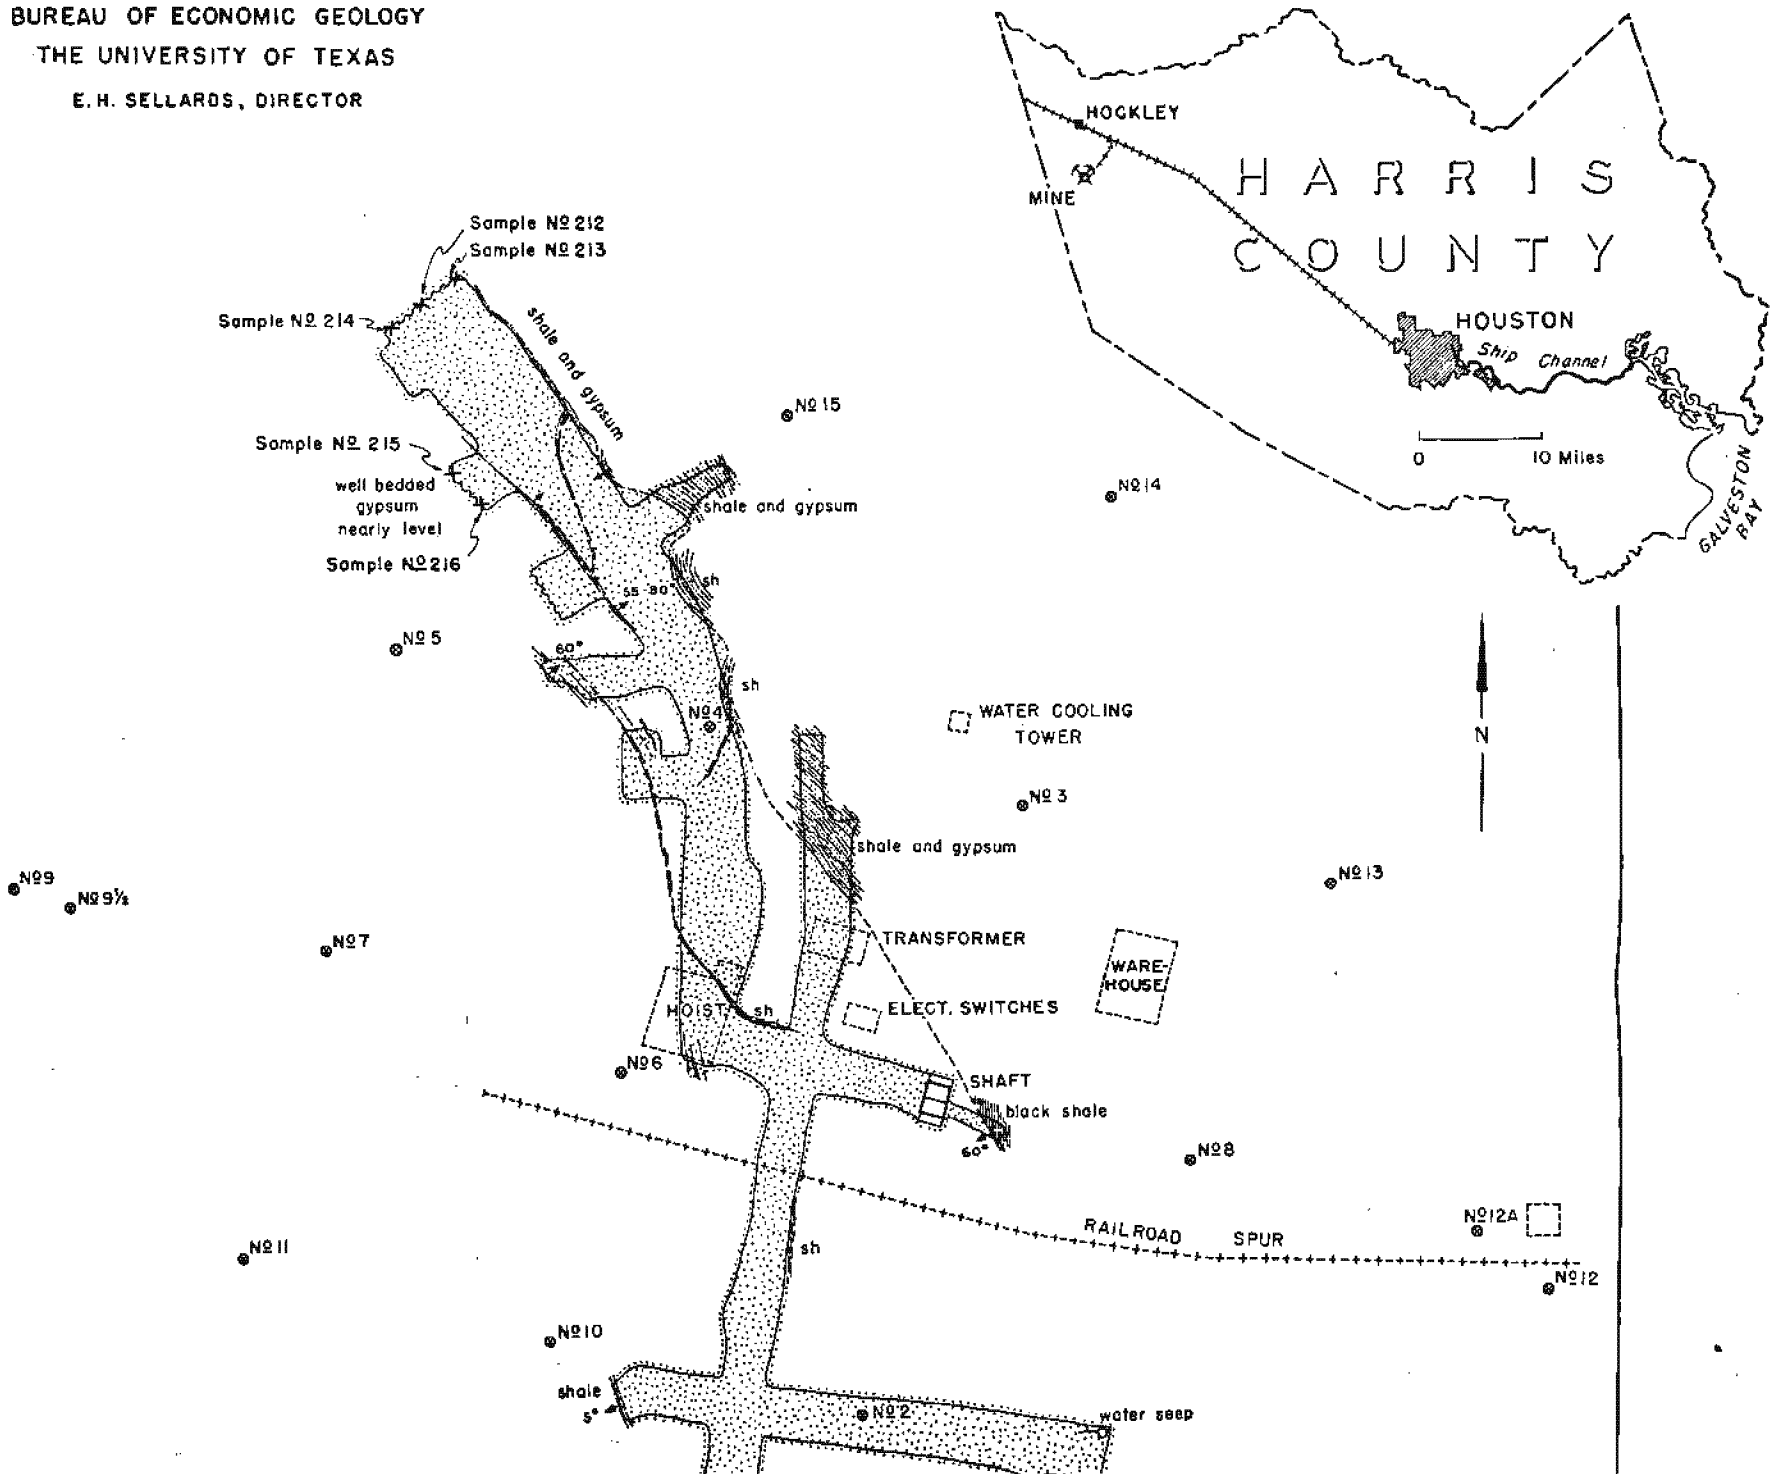 BUREAU OF ECONOMIC GEOLOGY
THE UNIVERSITY OF TEXAS
E. H. SELLARDS, DIRECTOR
HOCKLEY
MINE
HARRIS
COUNTY
HOUSTON
Ship Channel
0 10 Miles
GALVESTON
BAY
Sample No 212
Sample No 213
Sample No 214
shale and gypsum
No 15
No 14
Sample No 215
well bedded
gypsum
nearly level
Sample No 216
shale and gypsum
sh
55-80°
No 5
60°
sh
No 4
WATER COOLING
TOWER
N
No 3
shale and gypsum
No 13
No 9
No 9½
No 7
TRANSFORMER
WARE-
HOUSE
HOIST
sh
ELECT. SWITCHES
No 6
SHAFT
black shale
60°
No 8
No 12A
RAILROAD SPUR
No 11
sh
No 12
No 10
shale
5°
No 2
water seep